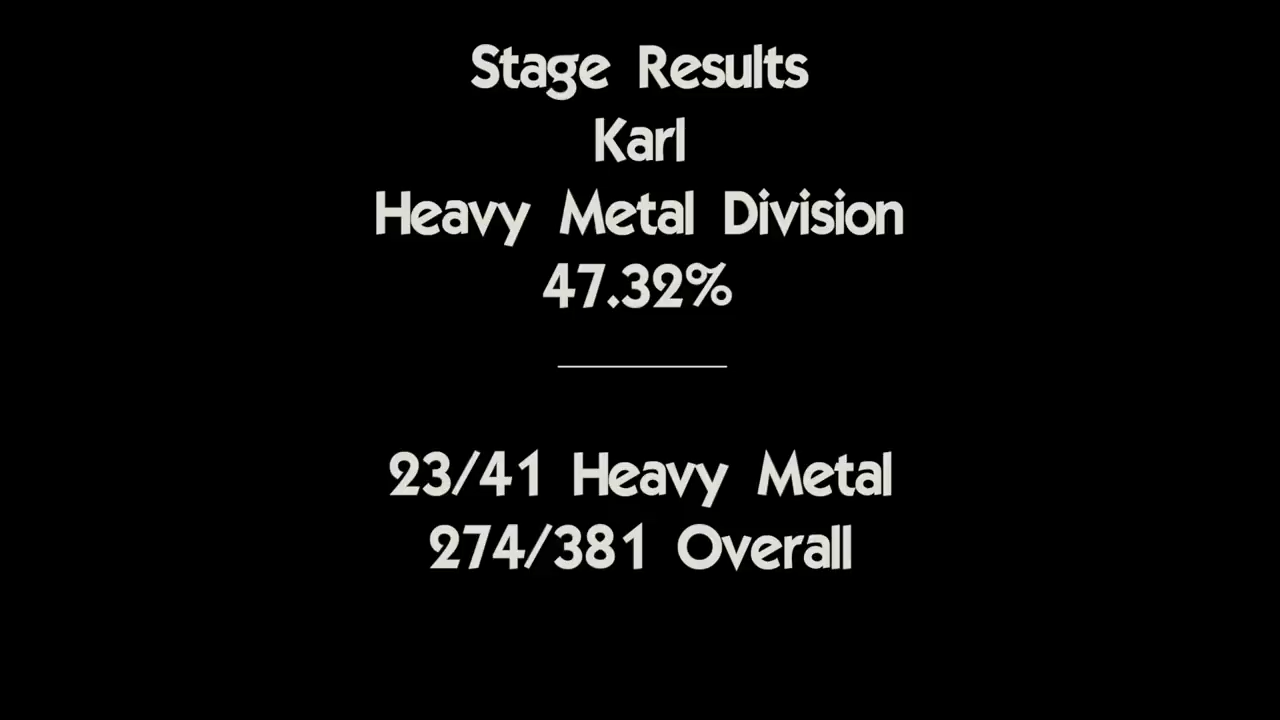 Stage Results
Karl
Heavy Metal Division
47.32%
23/41 Heavy Metal
274/381 Overall